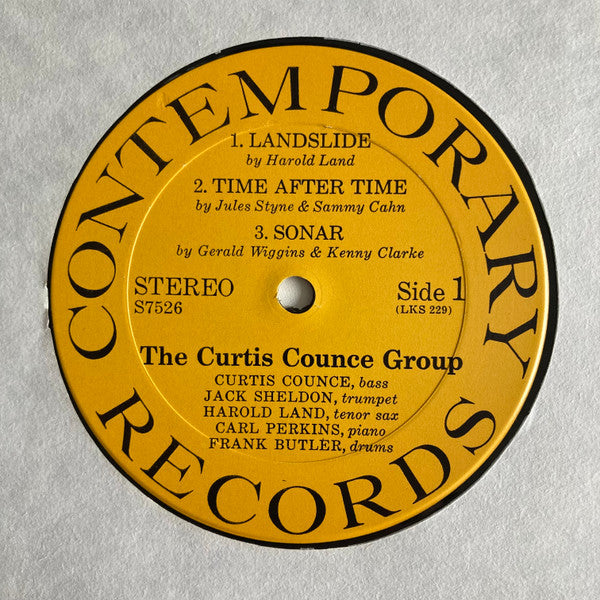 CONTEMPORARY
1. LANDSLIDE
by Harold Land
2. TIME AFTER TIME
by Jules Styne & Sammy Cahn
3. SONAR
by Gerald Wiggins & Kenny Clarke
STEREO Side 1
S7526 (LKS 229)
The Curtis Counce Group
CURTIS COUNCE, bass
JACK SHELDON, trumpet
HAROLD LAND, tenor sax
CARL PERKINS, piano
FRANK BUTLER, drums
RECORDS